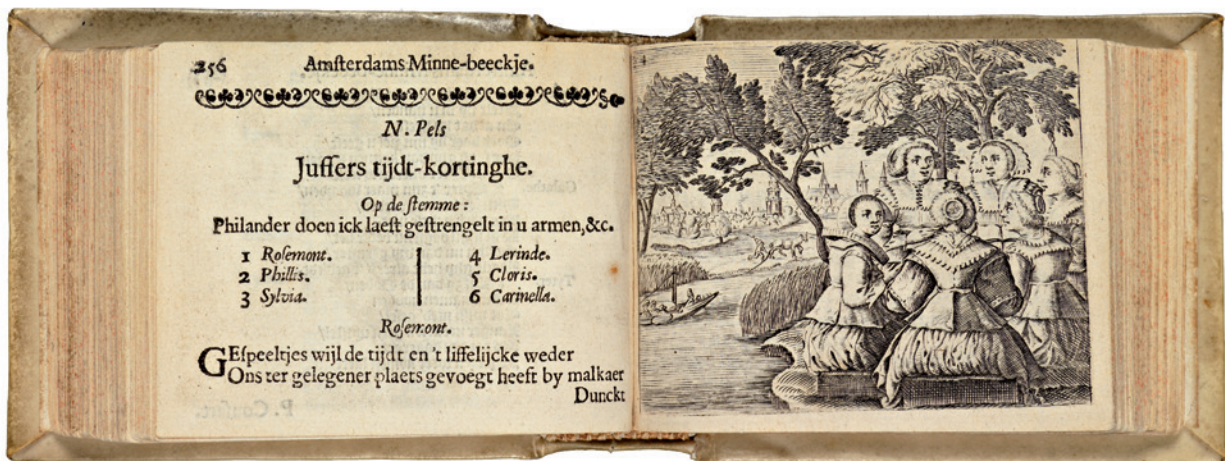 256 Amsterdams Minne-beeckje.
N. Pels
Juffers tijdt-kortinghe.
Op de stemme:
Philander doen ick laest gestrengelt in u armen, &c.
1 Rosemont. 4 Lerinde.
2 Phillis. 5 Cloris.
3 Sylvia. 6 Carinella.
Rosemont.
GEspeeltjes wijl de tijdt en 't liffelijcke weder
Ons ter gelegener plaets gevoegt heeft by malkaer
Dunckt
4